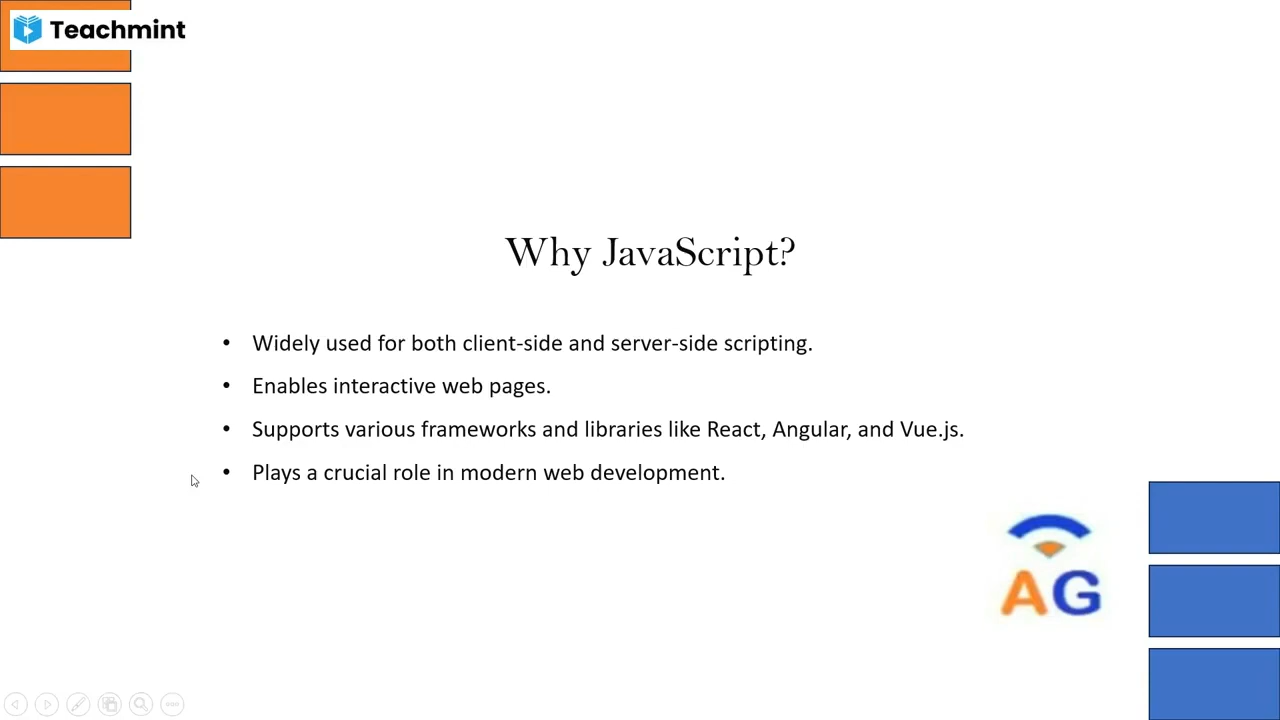 Teachmint
Why JavaScript?
• Widely used for both client-side and server-side scripting.
• Enables interactive web pages.
• Supports various frameworks and libraries like React, Angular, and Vue.js.
• Plays a crucial role in modern web development.
AG